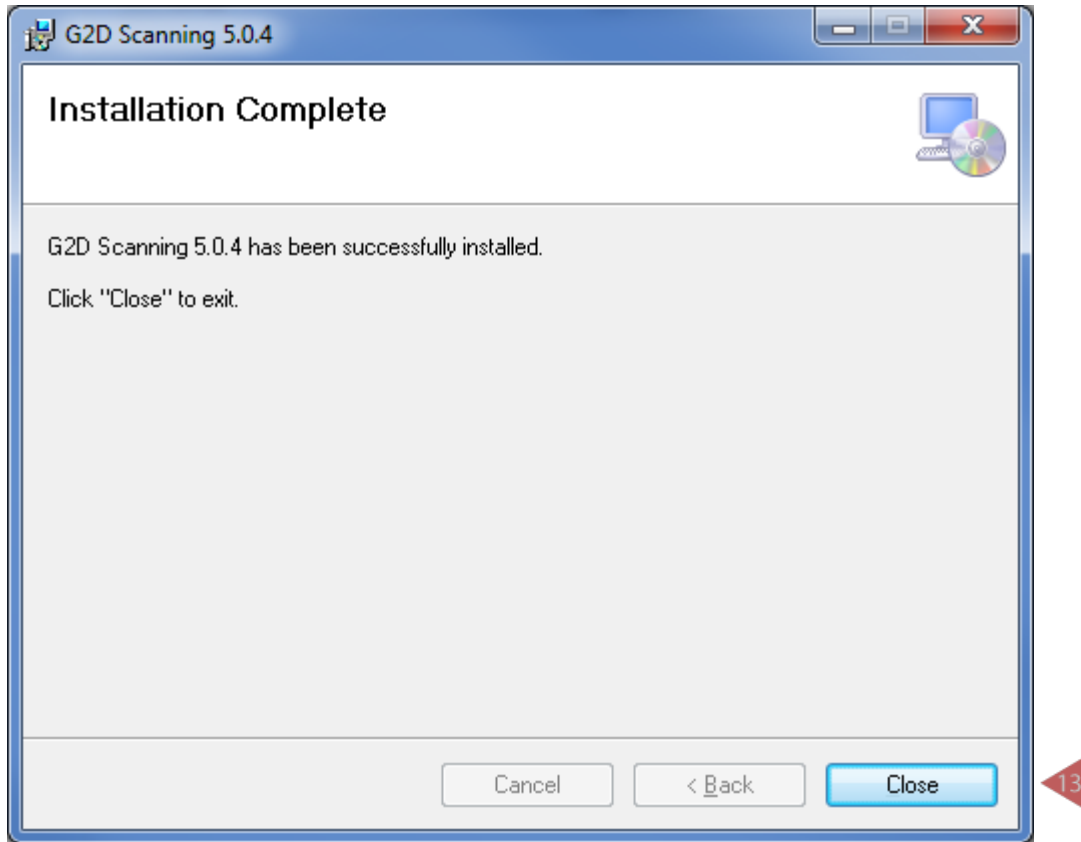 G2D Scanning 5.0.4
Installation Complete
G2D Scanning 5.0.4 has been successfully installed.
Click "Close" to exit.
Cancel
< Back
Close
13